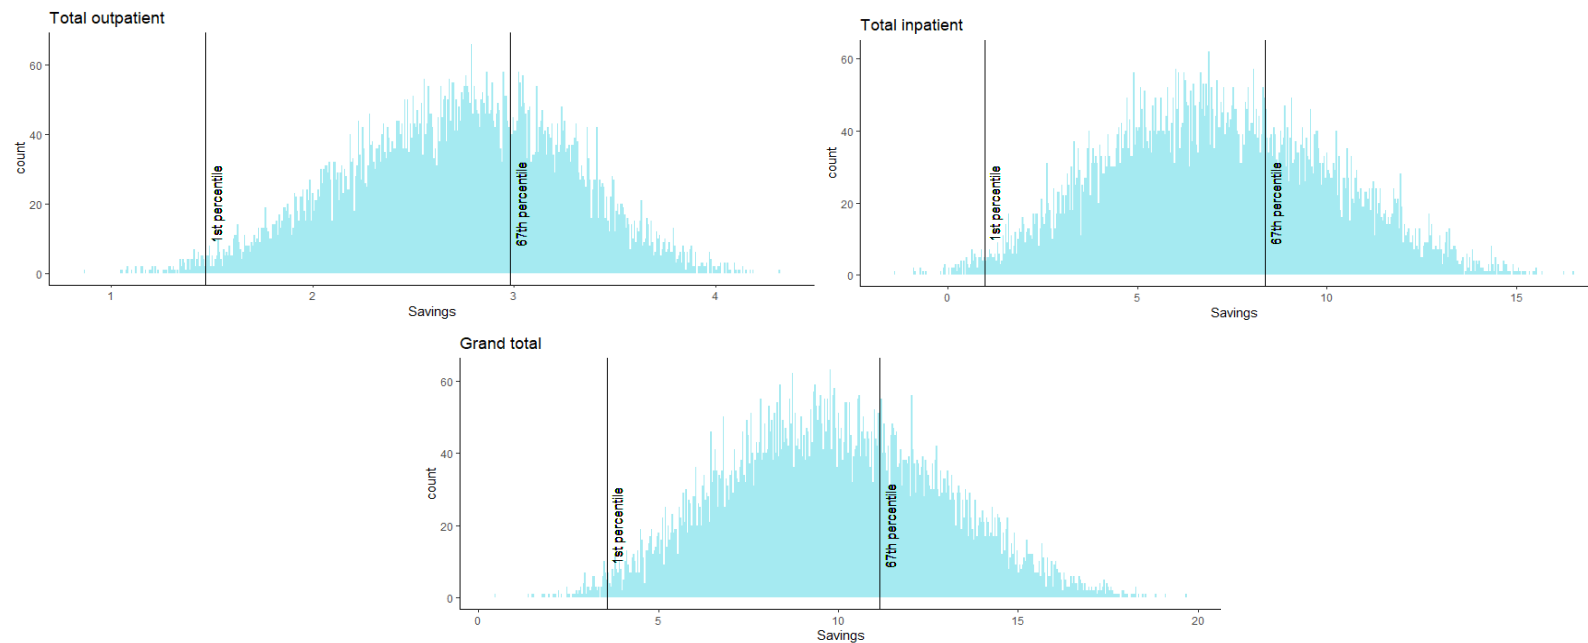 Total outpatient
60
40
20
0
count
1st percentile
67th percentile
1
2
3
4
Savings
Total inpatient
60
40
20
0
count
1st percentile
67th percentile
0
5
10
15
Savings
Grand total
60
40
20
0
count
1st percentile
67th percentile
0
5
10
15
20
Savings